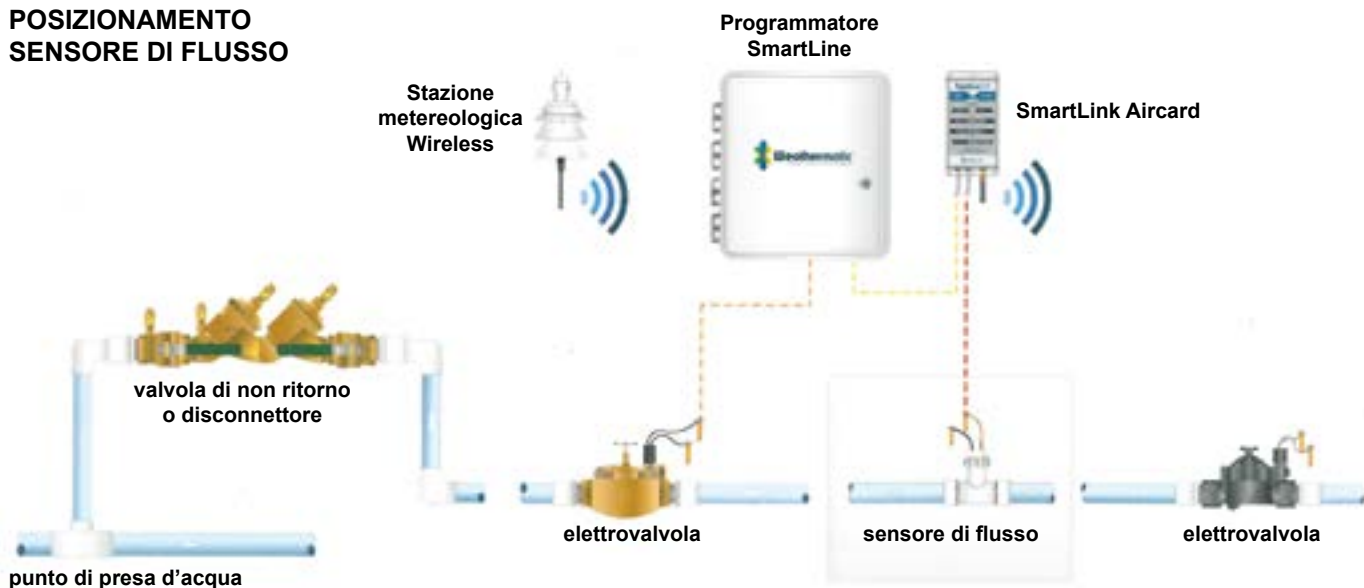 POSIZIONAMENTO
SENSORE DI FLUSSO
Programmatore
SmartLine
Stazione
metereologica
Wireless
SmartLink Aircard
Weathermatic
valvola di non ritorno
o disconnettore
elettrovalvola
sensore di flusso
elettrovalvola
punto di presa d'acqua